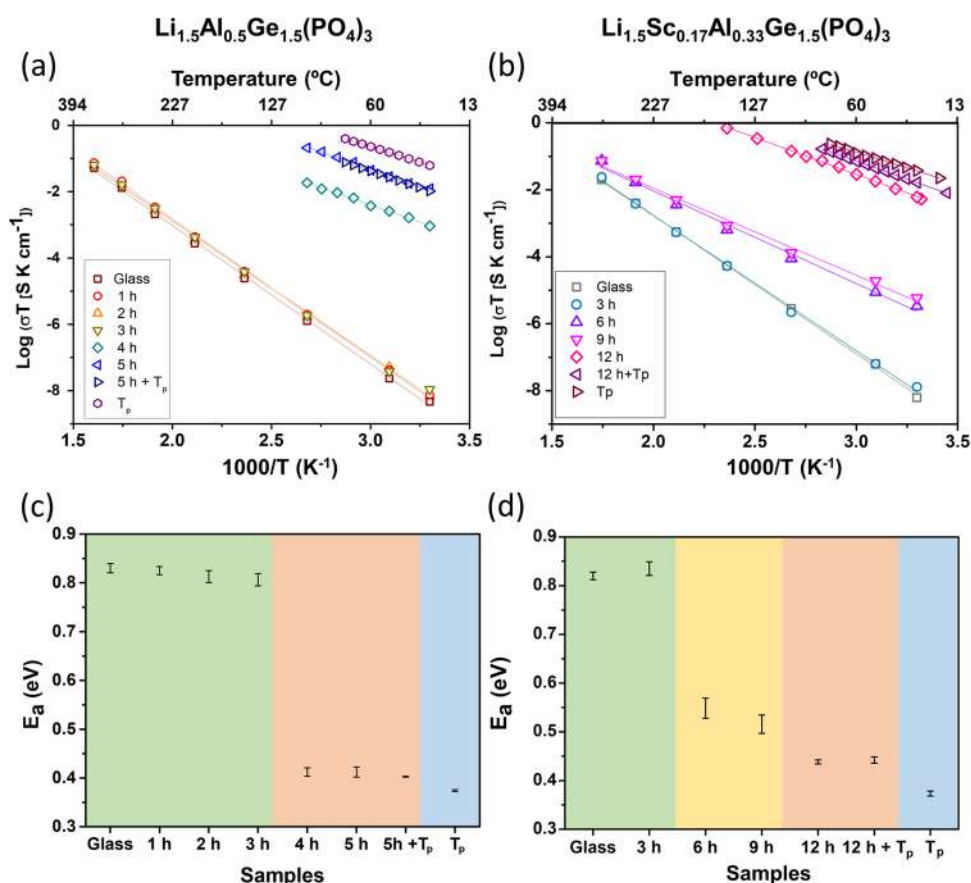 Li1.5Al0.5Ge1.5(PO4)3
Li1.5Sc0.17Al0.33Ge1.5(PO4)3
(a)
Temperature (ºC)
394 227 127 60 13
0
-2
-4
-6
-8
Log (σT [S K cm-1])
Glass
1 h
2 h
3 h
4 h
5 h
5 h + Tp
Tp
1.5 2.0 2.5 3.0 3.5
1000/T (K-1)
(b)
Temperature (ºC)
394 227 127 60 13
0
-2
-4
-6
-8
Log (σT [S K cm-1])
Glass
3 h
6 h
9 h
12 h
12 h+Tp
Tp
1.5 2.0 2.5 3.0 3.5
1000/T (K-1)
(c)
0.9
0.8
0.7
0.6
0.5
0.4
0.3
Ea (eV)
Glass 1 h 2 h 3 h 4 h 5 h 5h +Tp Tp
Samples
(d)
0.9
0.8
0.7
0.6
0.5
0.4
0.3
Ea (eV)
Glass 3 h 6 h 9 h 12 h 12 h + Tp Tp
Samples